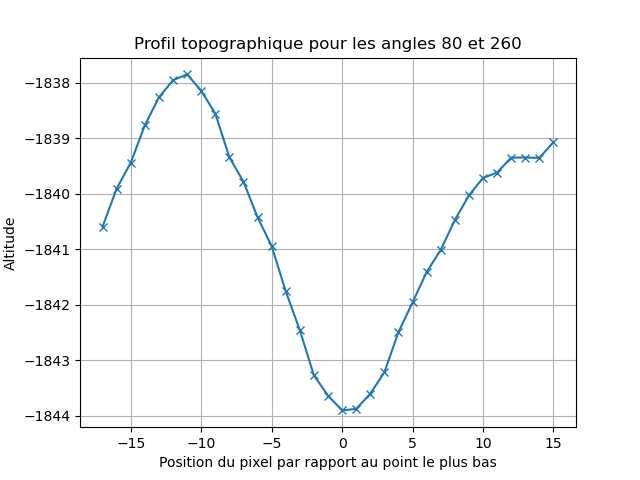 Profil topographique pour les angles 80 et 260
Altitude
−1838
−1839
−1840
−1841
−1842
−1843
−1844
−15 −10 −5 0 5 10 15
Position du pixel par rapport au point le plus bas